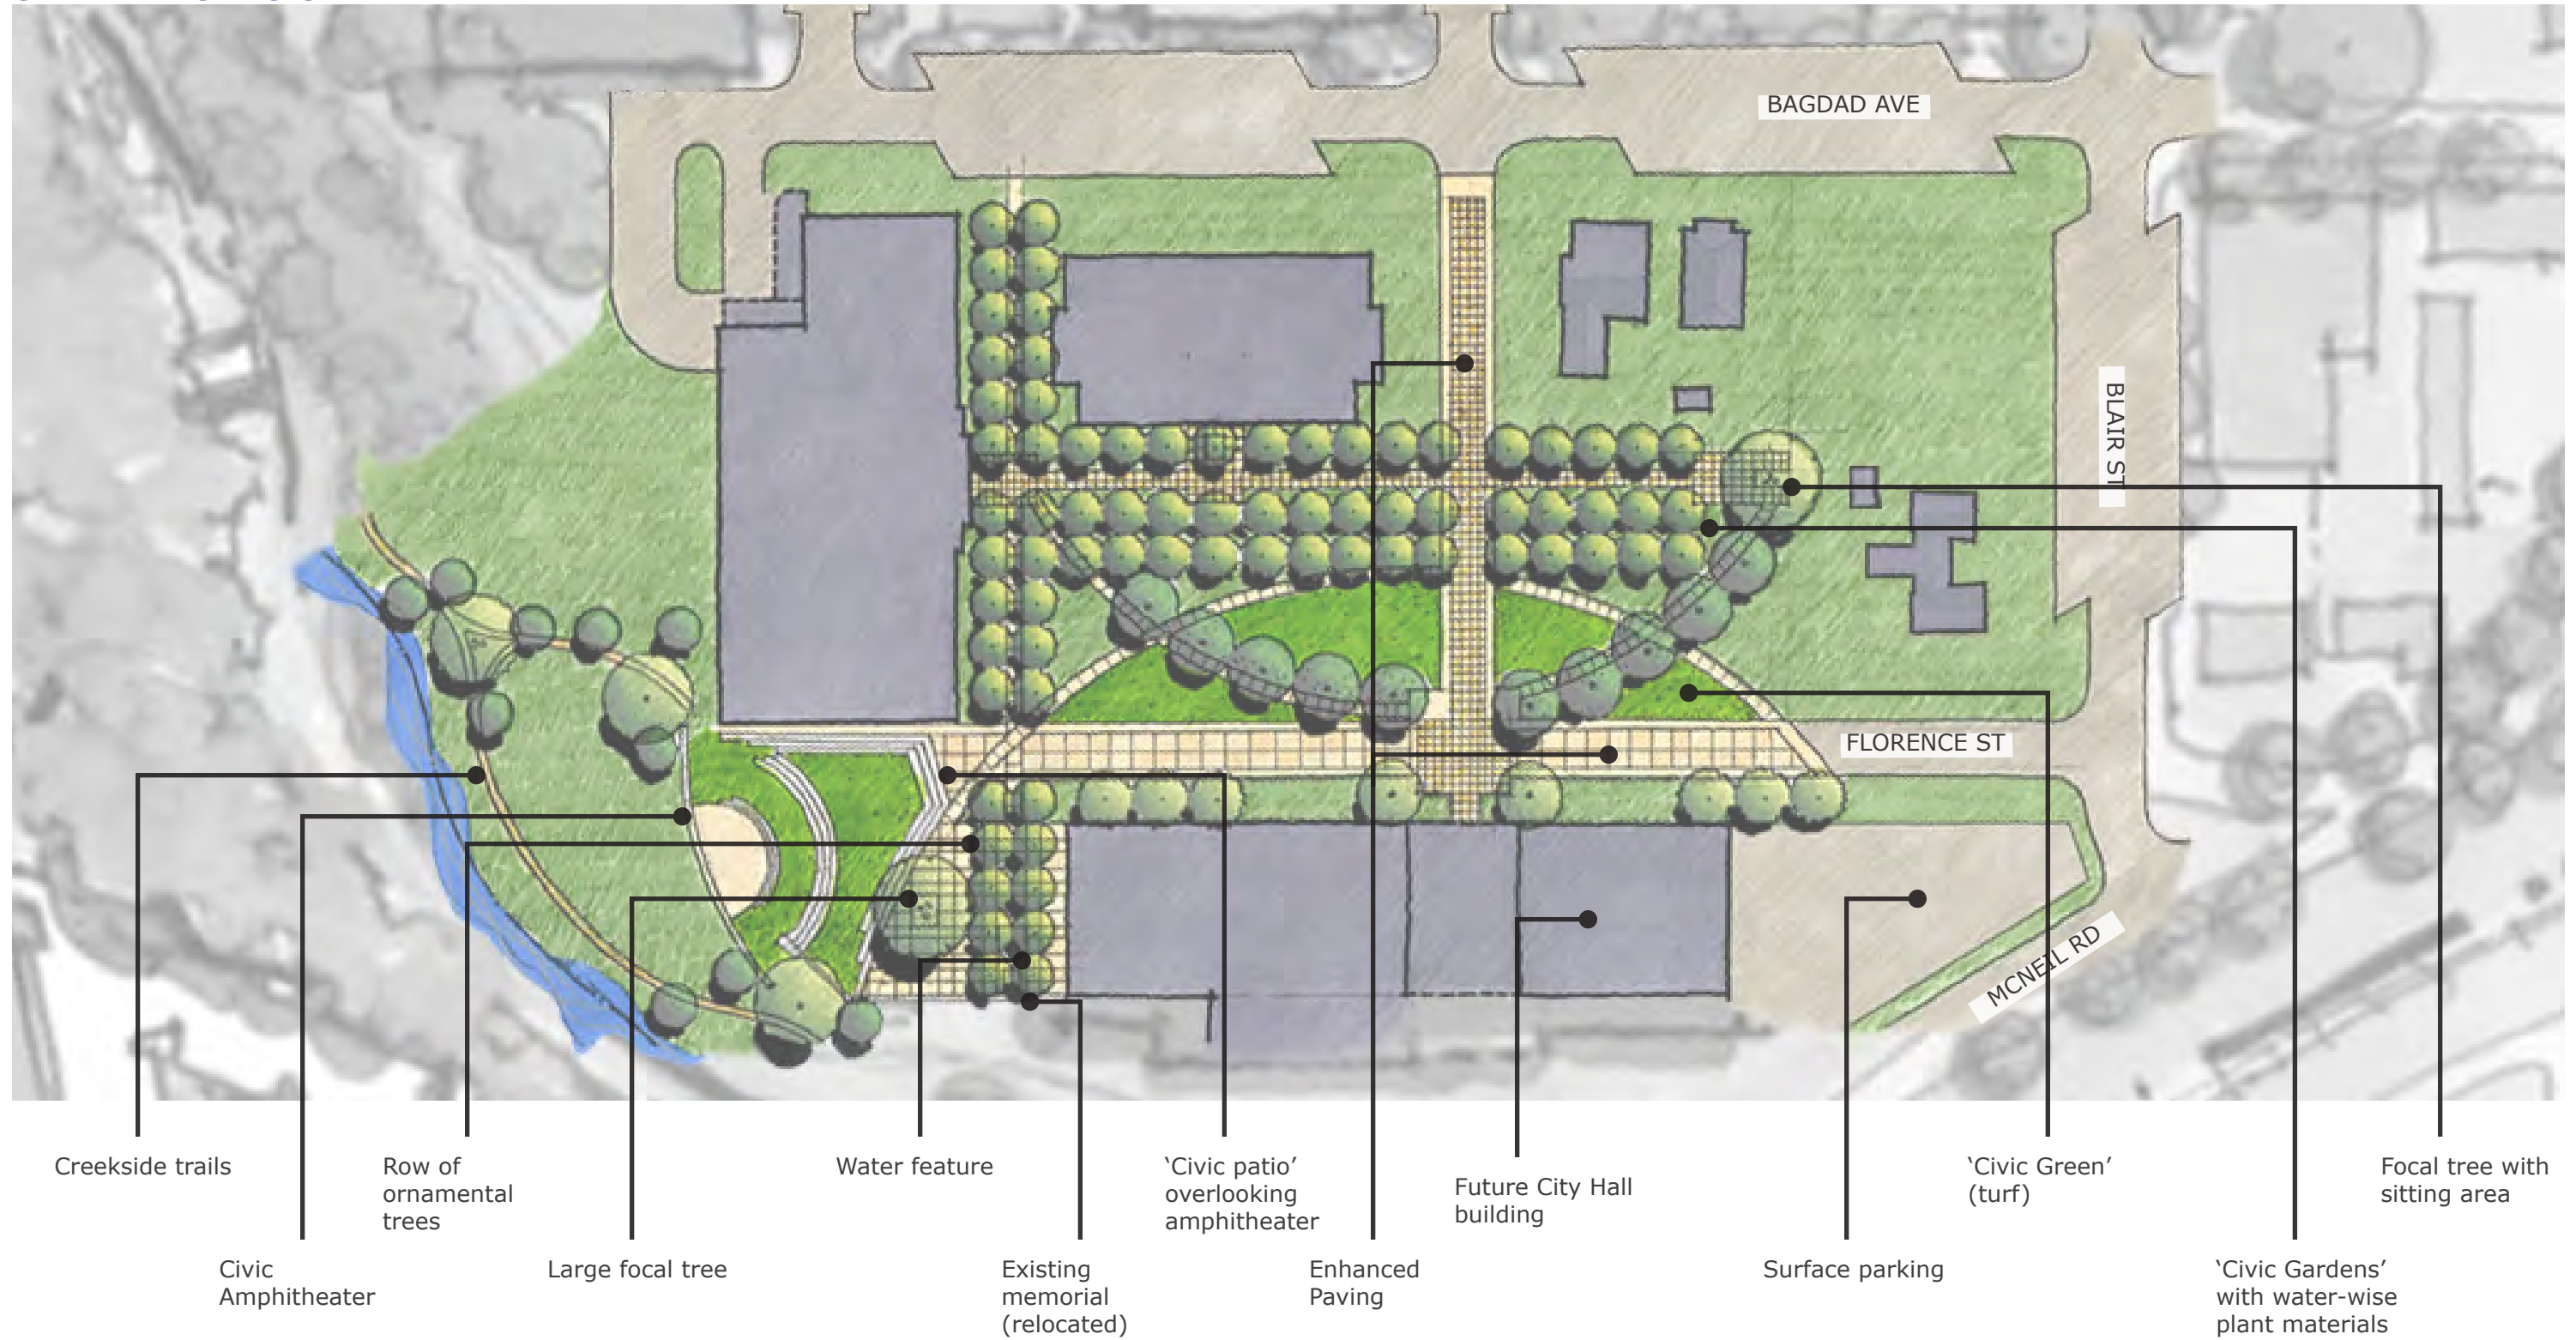 BAGDAD AVE
BLAIR ST
FLORENCE ST
MCNEIL RD
Creekside trails
Row of
ornamental
trees
Water feature
‘Civic patio’
overlooking
amphitheater
Future City Hall
building
‘Civic Green’
(turf)
Focal tree with
sitting area
Civic
Amphitheater
Large focal tree
Existing
memorial
(relocated)
Enhanced
Paving
Surface parking
‘Civic Gardens’
with water-wise
plant materials